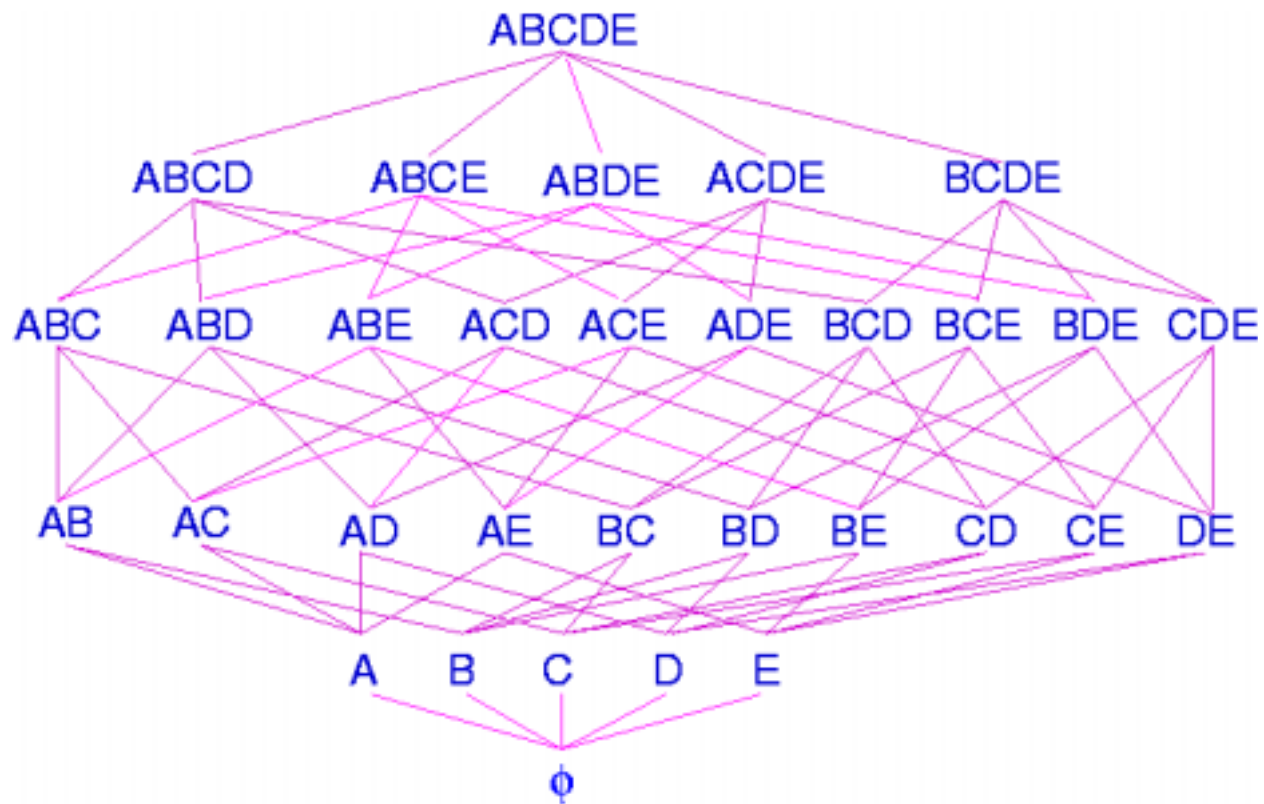 ABCDE
ABCD ABCE ABDE ACDE BCDE
ABC ABD ABE ACD ACE ADE BCD BCE BDE CDE
AB AC AD AE BC BD BE CD CE DE
A B C D E
ϕ